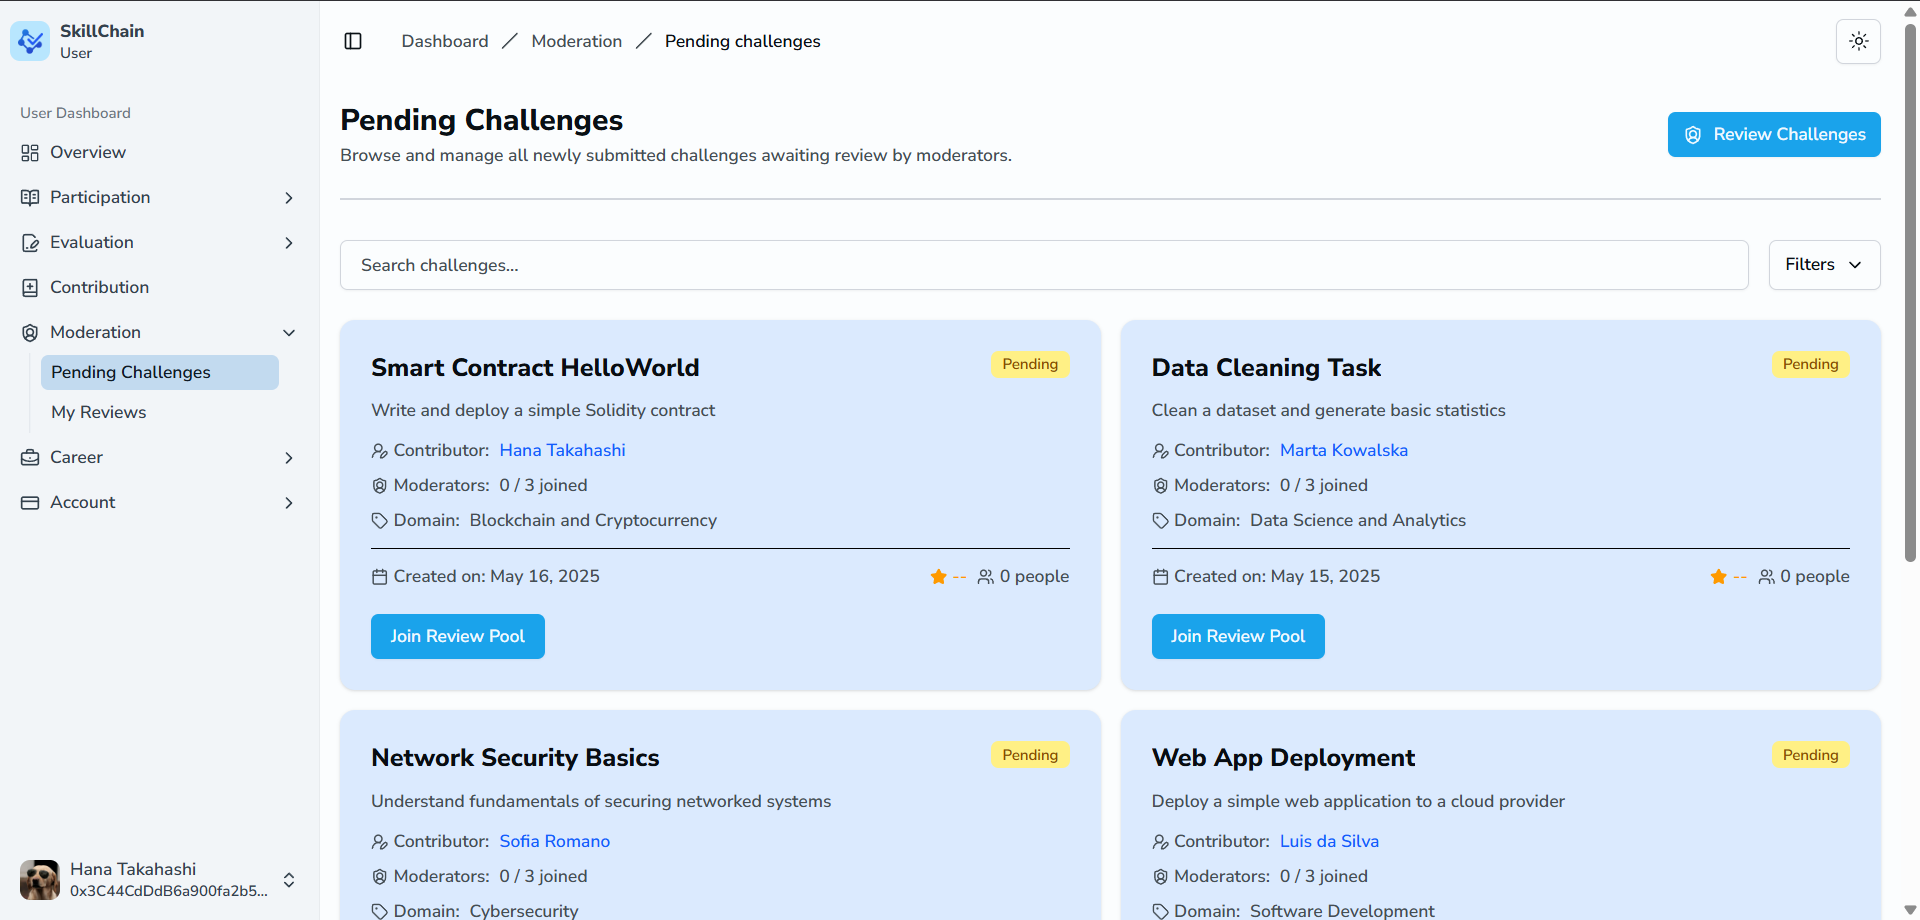 SkillChain
User
User Dashboard
Overview
Participation
Evaluation
Contribution
Moderation
Pending Challenges
My Reviews
Career
Account
Hana Takahashi
0x3C44CdDdB6a900fa2b5...
Dashboard / Moderation / Pending challenges
Pending Challenges
Browse and manage all newly submitted challenges awaiting review by moderators.
Review Challenges
Search challenges...
Filters
Smart Contract HelloWorld
Pending
Write and deploy a simple Solidity contract
Contributor: Hana Takahashi
Moderators: 0 / 3 joined
Domain: Blockchain and Cryptocurrency
Created on: May 16, 2025
-- 0 people
Join Review Pool
Data Cleaning Task
Pending
Clean a dataset and generate basic statistics
Contributor: Marta Kowalska
Moderators: 0 / 3 joined
Domain: Data Science and Analytics
Created on: May 15, 2025
-- 0 people
Join Review Pool
Network Security Basics
Pending
Understand fundamentals of securing networked systems
Contributor: Sofia Romano
Moderators: 0 / 3 joined
Domain: Cybersecurity
Web App Deployment
Pending
Deploy a simple web application to a cloud provider
Contributor: Luis da Silva
Moderators: 0 / 3 joined
Domain: Software Development